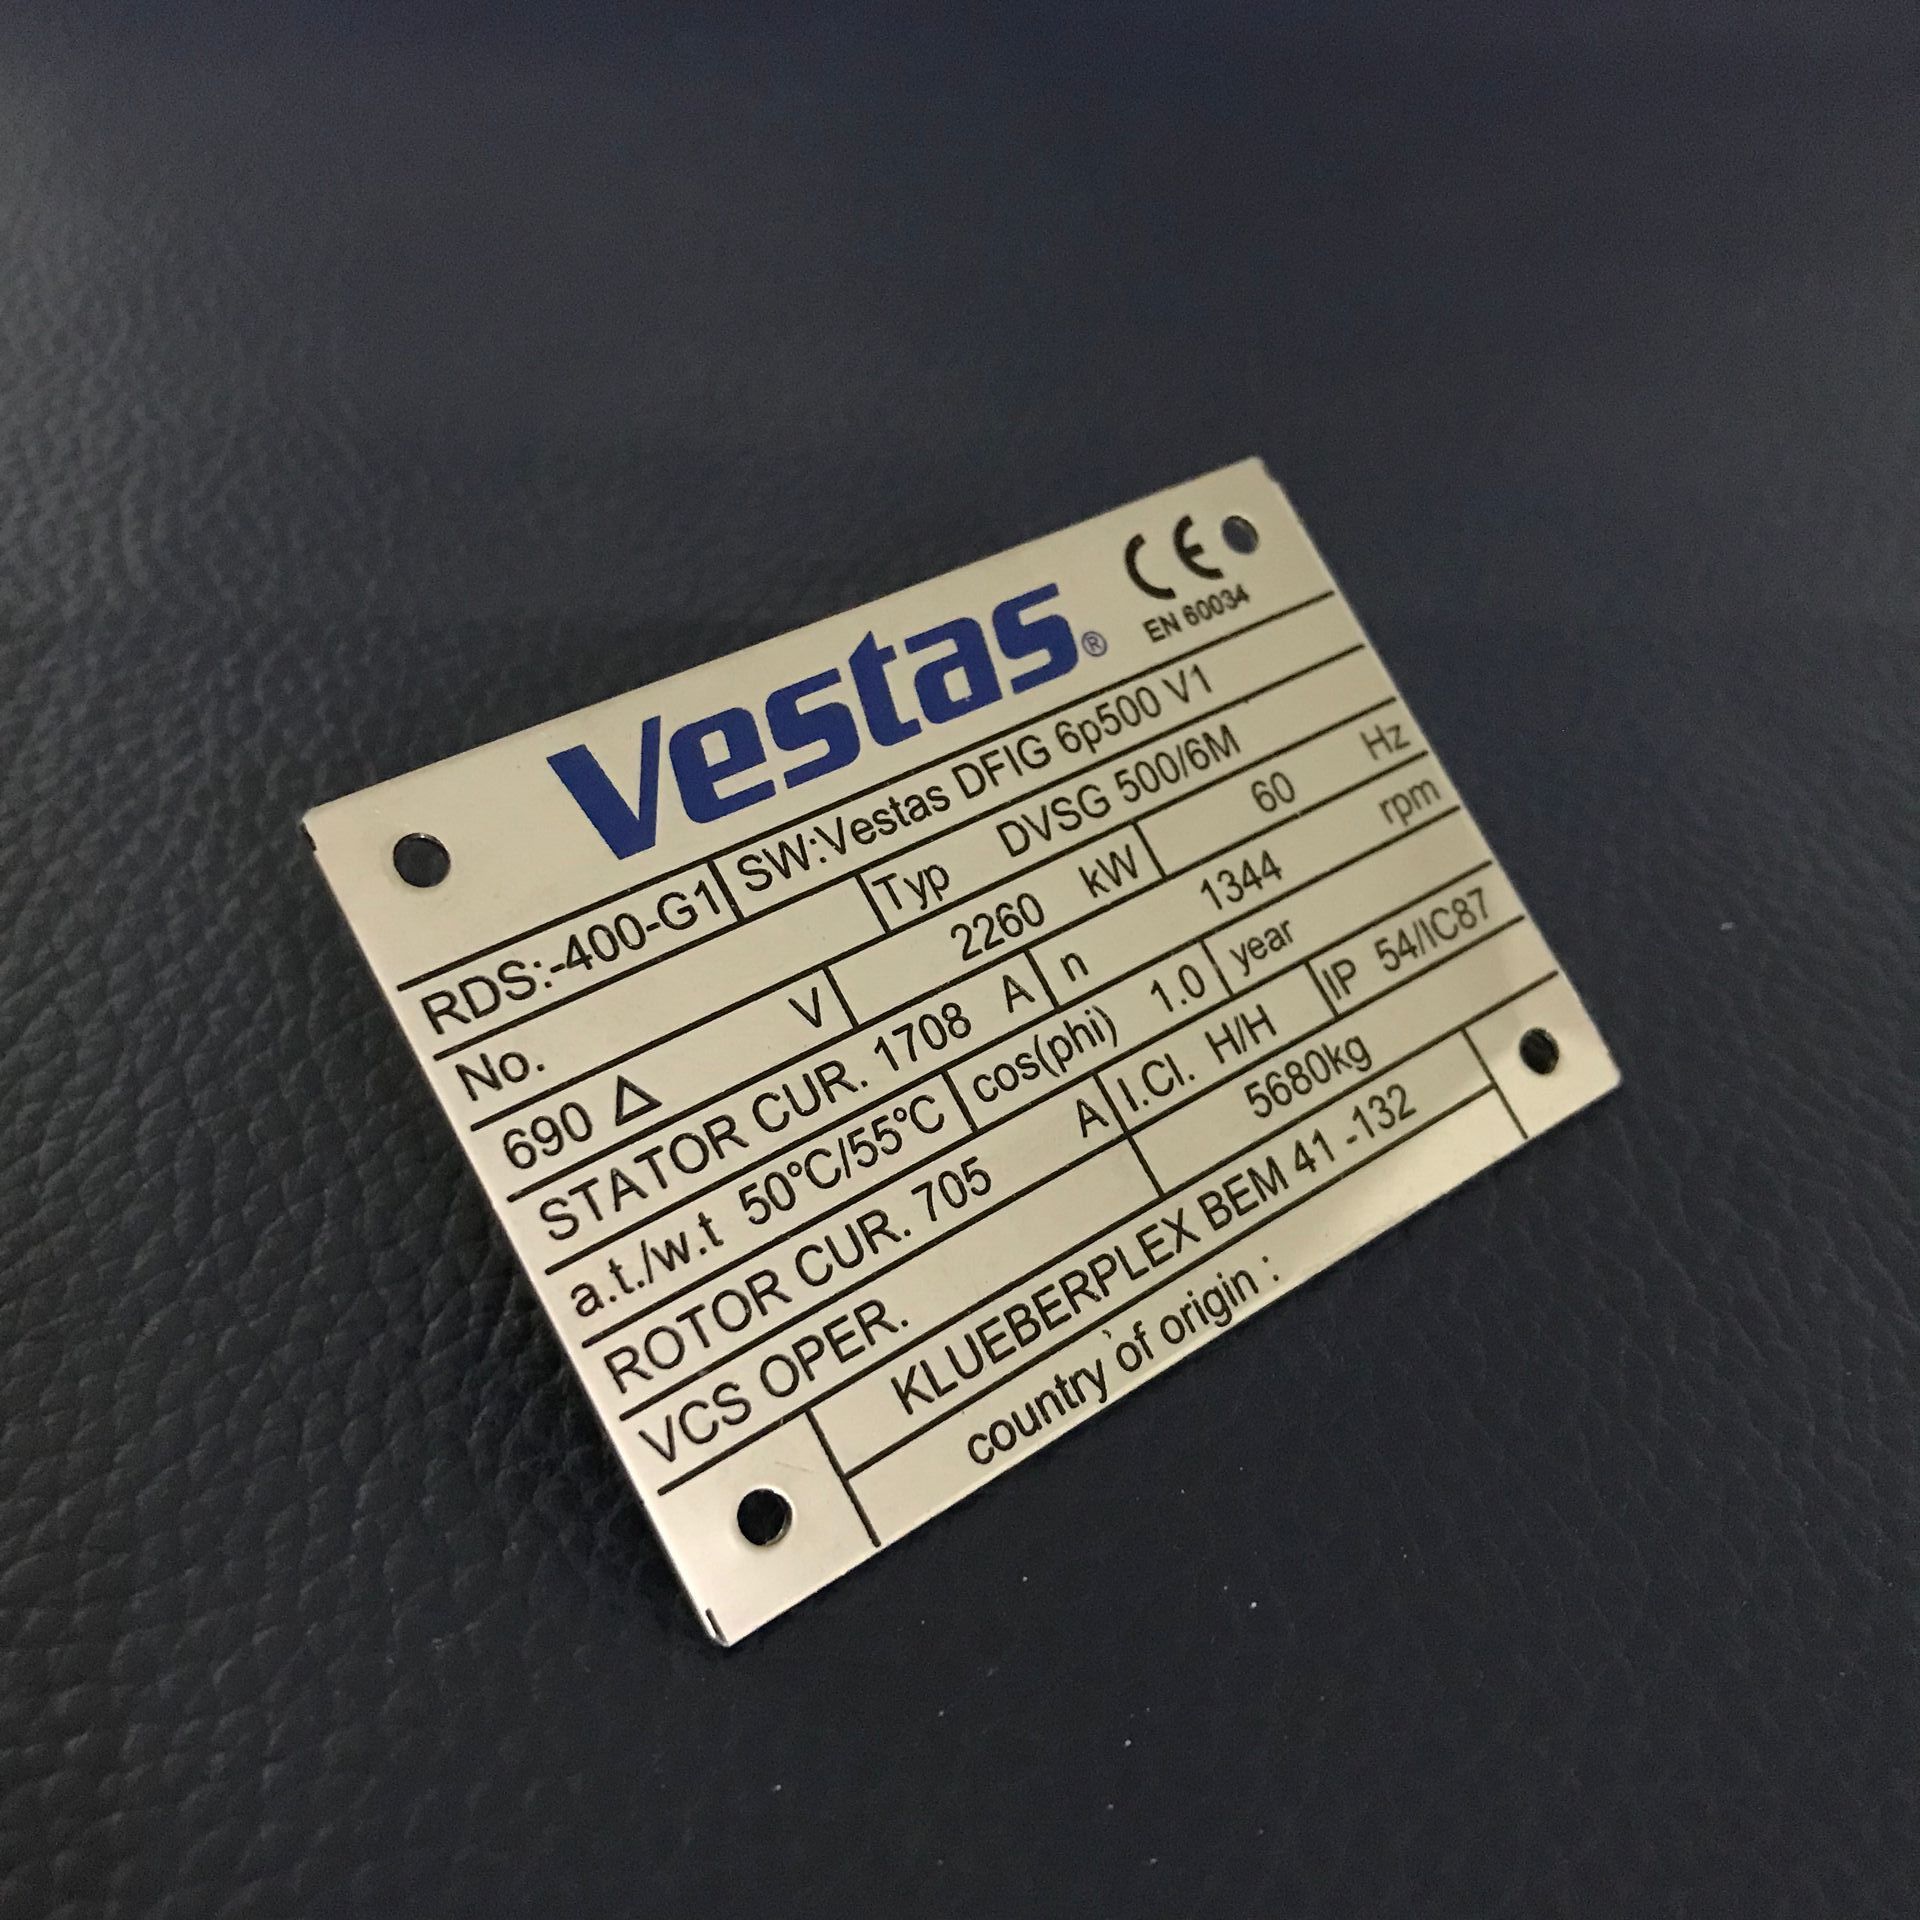 Vestas®
CE
EN 60034
RDS:-400-G1 SW:Vestas DFIG 6p500 V1
No. Typ DVSG 500/6M
690 Δ V 2260 kW 60 Hz
STATOR CUR. 1708 A n 1344 rpm
a.t./w.t 50°C/55°C cos(phi) 1.0 year
ROTOR CUR. 705 A I.Cl. H/H IP 54/IC87
VCS OPER. 5680kg
KLUEBERPLEX BEM 41 -132
country of origin :